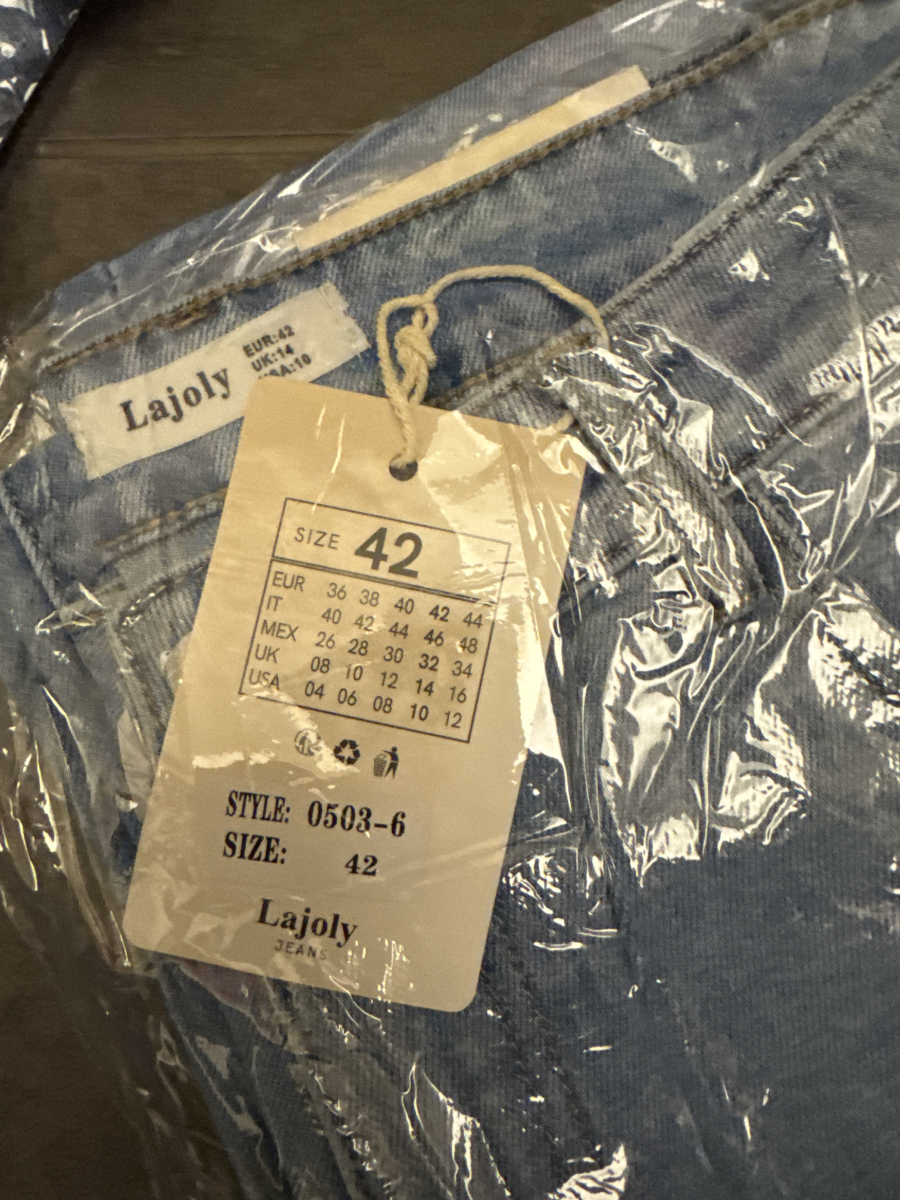 Lajoly
EUR:42
UK:14
USA:10
SIZE 42
EUR 36 38 40 42 44
IT 40 42 44 46 48
MEX 26 28 30 32 34
UK 08 10 12 14 16
USA 04 06 08 10 12
STYLE: 0503-6
SIZE: 42
Lajoly
JEANS